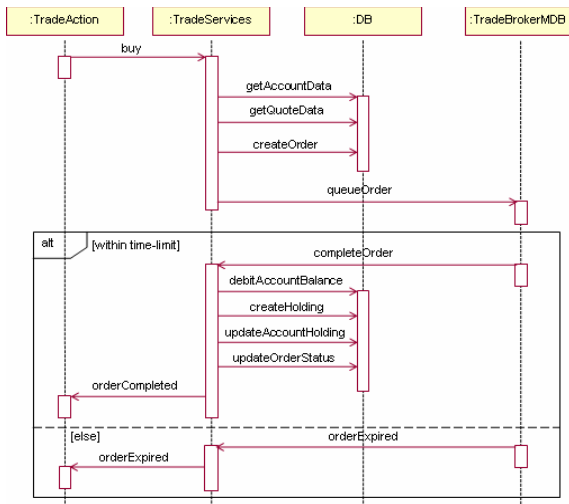 :TradeAction :TradeServices :DB :TradeBrokerMDB
buy
getAccountData
getQuoteData
createOrder
queueOrder
alt [within time-limit]
completeOrder
debitAccountBalance
createHolding
updateAccountHolding
updateOrderStatus
orderCompleted
[else] orderExpired
orderExpired